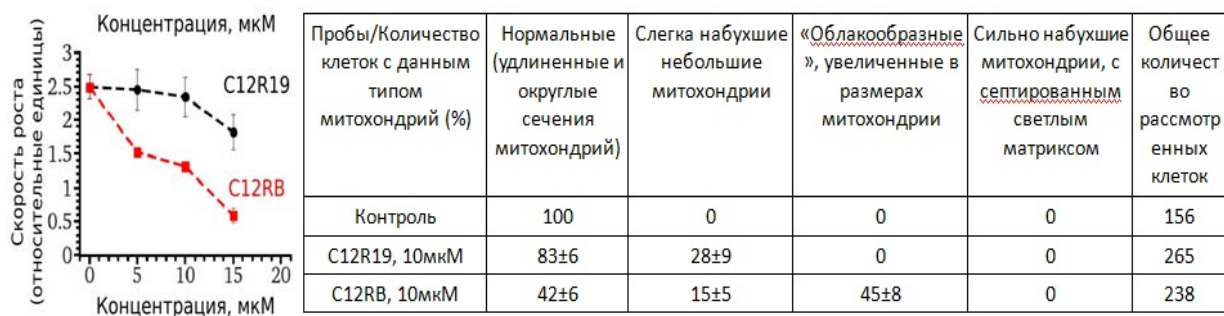 Концентрация, мкМ
Скорость роста
(относительные единицы)
3
2.5
2
1.5
1
0.5
0
C12R19
C12RB
0 5 10 15 20
Концентрация, мкМ
Пробы/Количество
клеток с данным
типом
митохондрий (%)
Нормальные
(удлиненные и
округлые
сечения
митохондрий)
Слегка набухшие
небольшие
митохондрии
«Облакообразные
», увеличенные в
размерах
митохондрии
Сильно набухшие
митохондрии, с
септированным
светлым
матриксом
Общее
количест
во
рассмотр
енных
клеток
Контроль 100 0 0 0 156
C12R19, 10мкМ 83±6 28±9 0 0 265
C12RB, 10мкМ 42±6 15±5 45±8 0 238